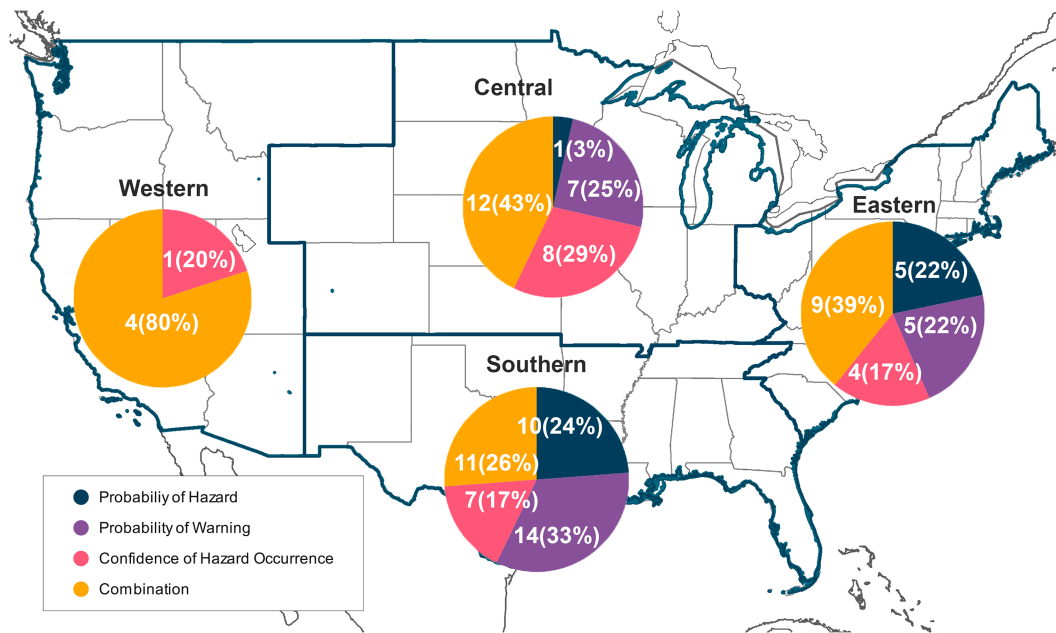 Central
1(3%)
7(25%)
12(43%)
8(29%)
Western
1(20%)
4(80%)
Eastern
5(22%)
9(39%)
5(22%)
4(17%)
Southern
10(24%)
11(26%)
7(17%)
14(33%)
Probabiliy of Hazard
Probability of Warning
Confidence of Hazard Occurrence
Combination